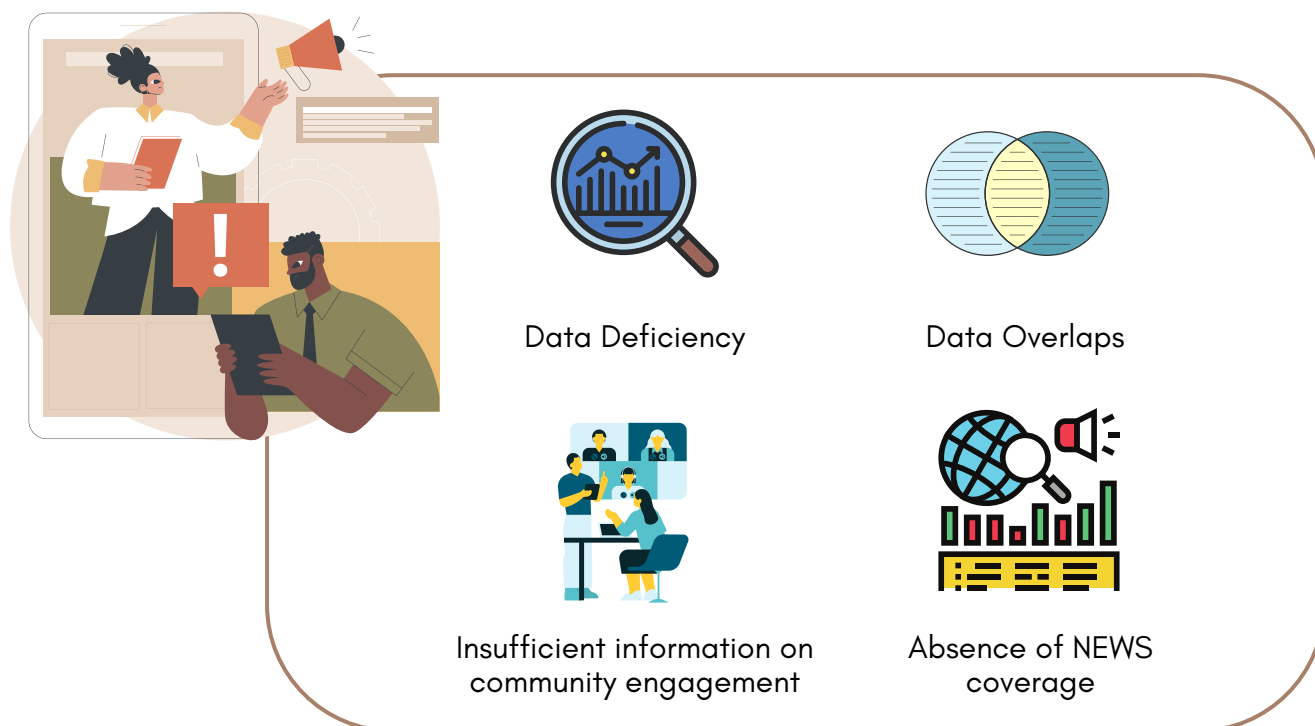 !
Data Deficiency
Data Overlaps
Insufficient information on
community engagement
Absence of NEWS
coverage